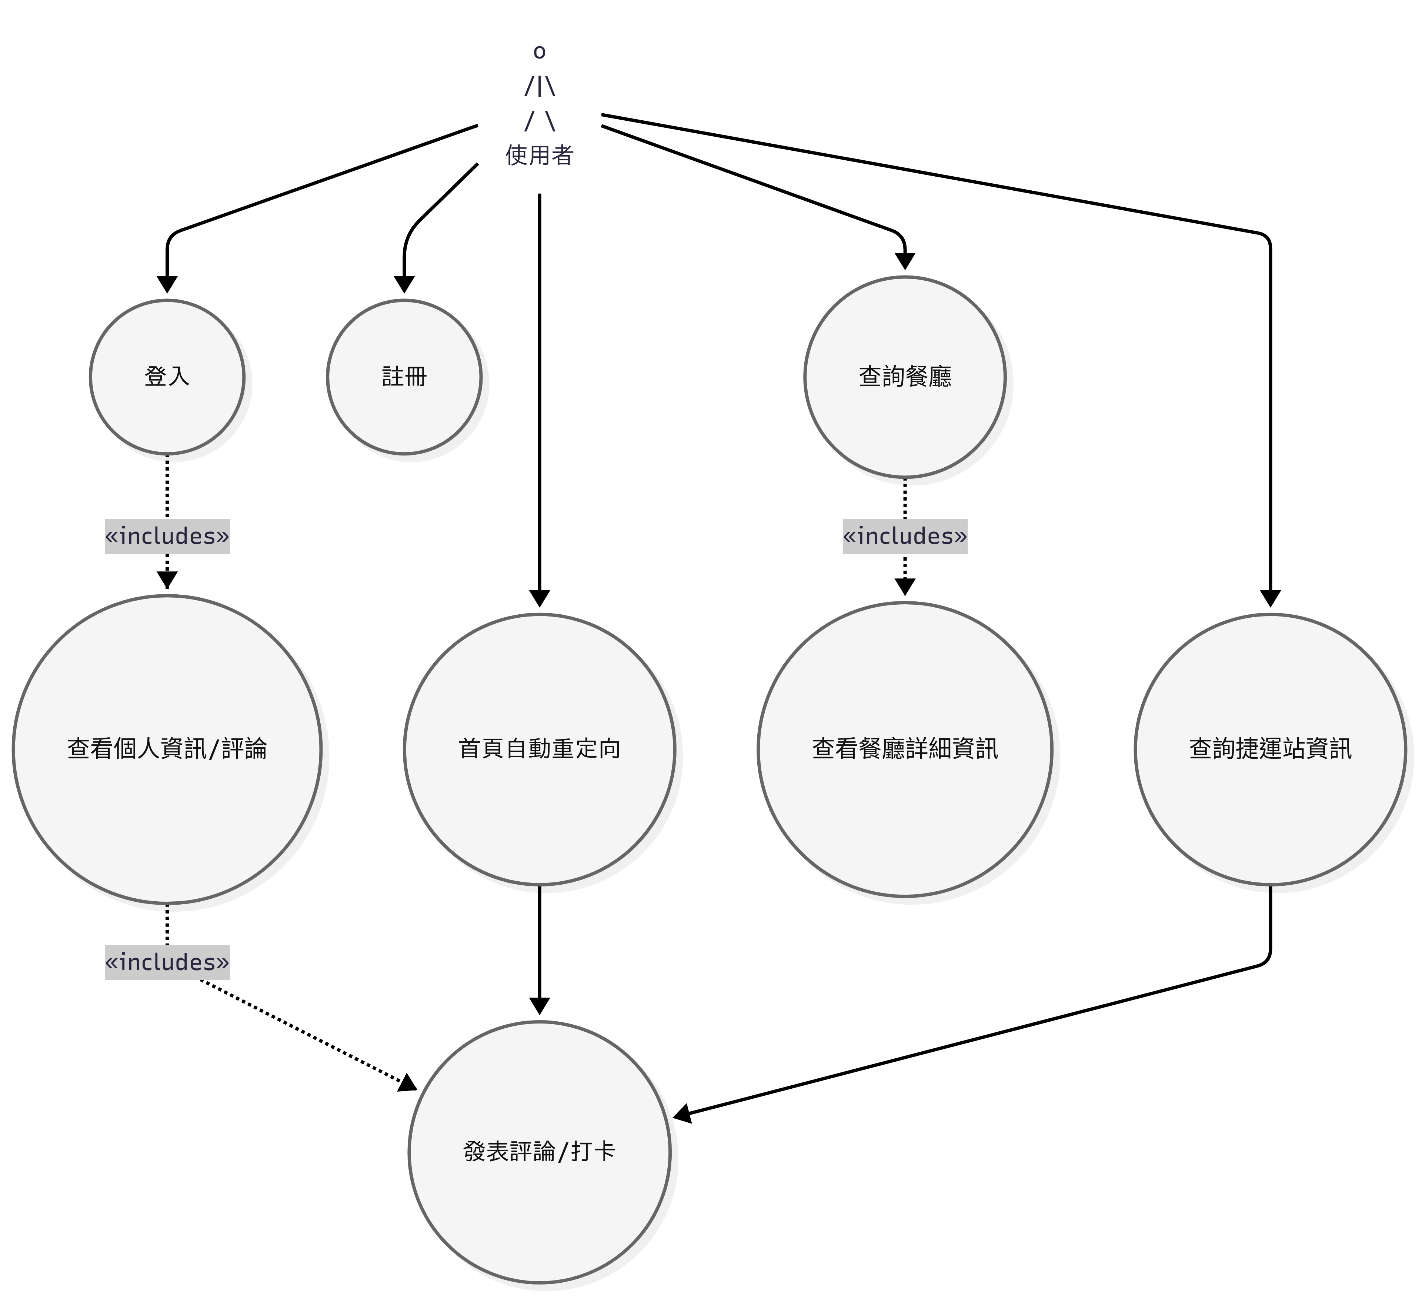 o
/|\
/ \
使用者
登入
註冊
查詢餐廳
«includes»
«includes»
查看個人資訊/評論
首頁自動重定向
查看餐廳詳細資訊
查詢捷運站資訊
«includes»
發表評論/打卡